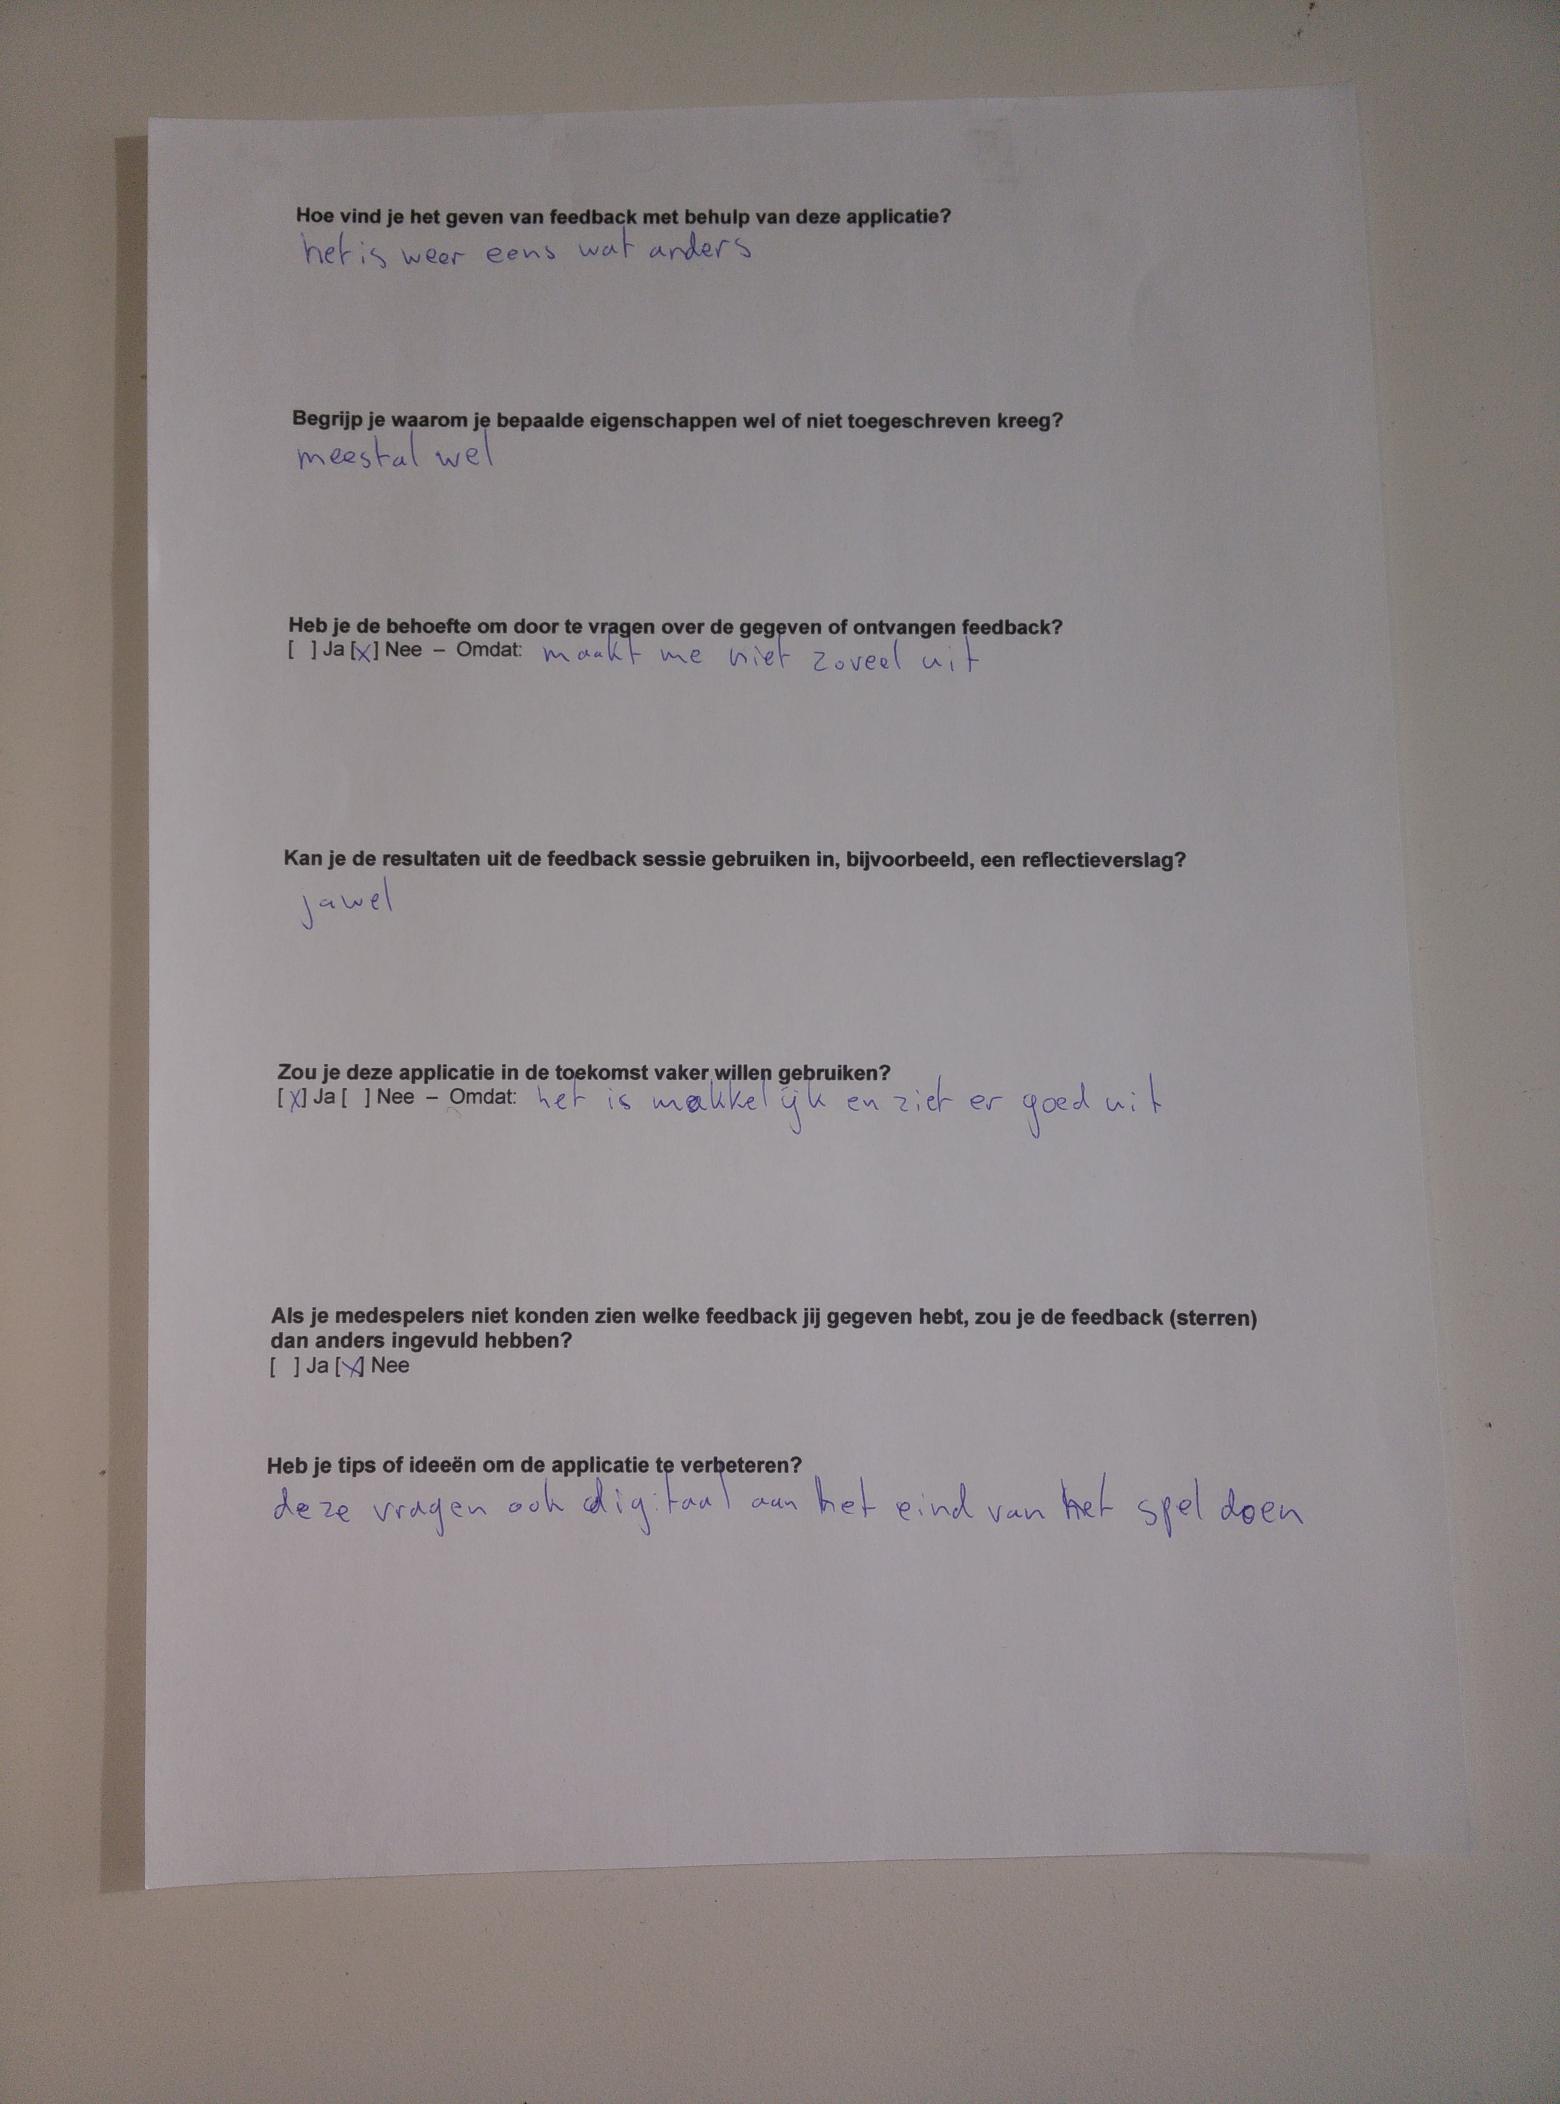 Hoe vind je het geven van feedback met behulp van deze applicatie?
het is weer eens wat anders
Begrijp je waarom je bepaalde eigenschappen wel of niet toegeschreven kreeg?
meestal wel
Heb je de behoefte om door te vragen over de gegeven of ontvangen feedback?
[ ] Ja [X] Nee – Omdat: maakt me niet zoveel uit
Kan je de resultaten uit de feedback sessie gebruiken in, bijvoorbeeld, een reflectieverslag?
jawel
Zou je deze applicatie in de toekomst vaker willen gebruiken?
[X] Ja [ ] Nee – Omdat: het is makkelijk en ziet er goed uit
Als je medespelers niet konden zien welke feedback jij gegeven hebt, zou je de feedback (sterren)
dan anders ingevuld hebben?
[ ] Ja [X] Nee
Heb je tips of ideeën om de applicatie te verbeteren?
deze vragen ook digitaal aan het eind van het spel doen